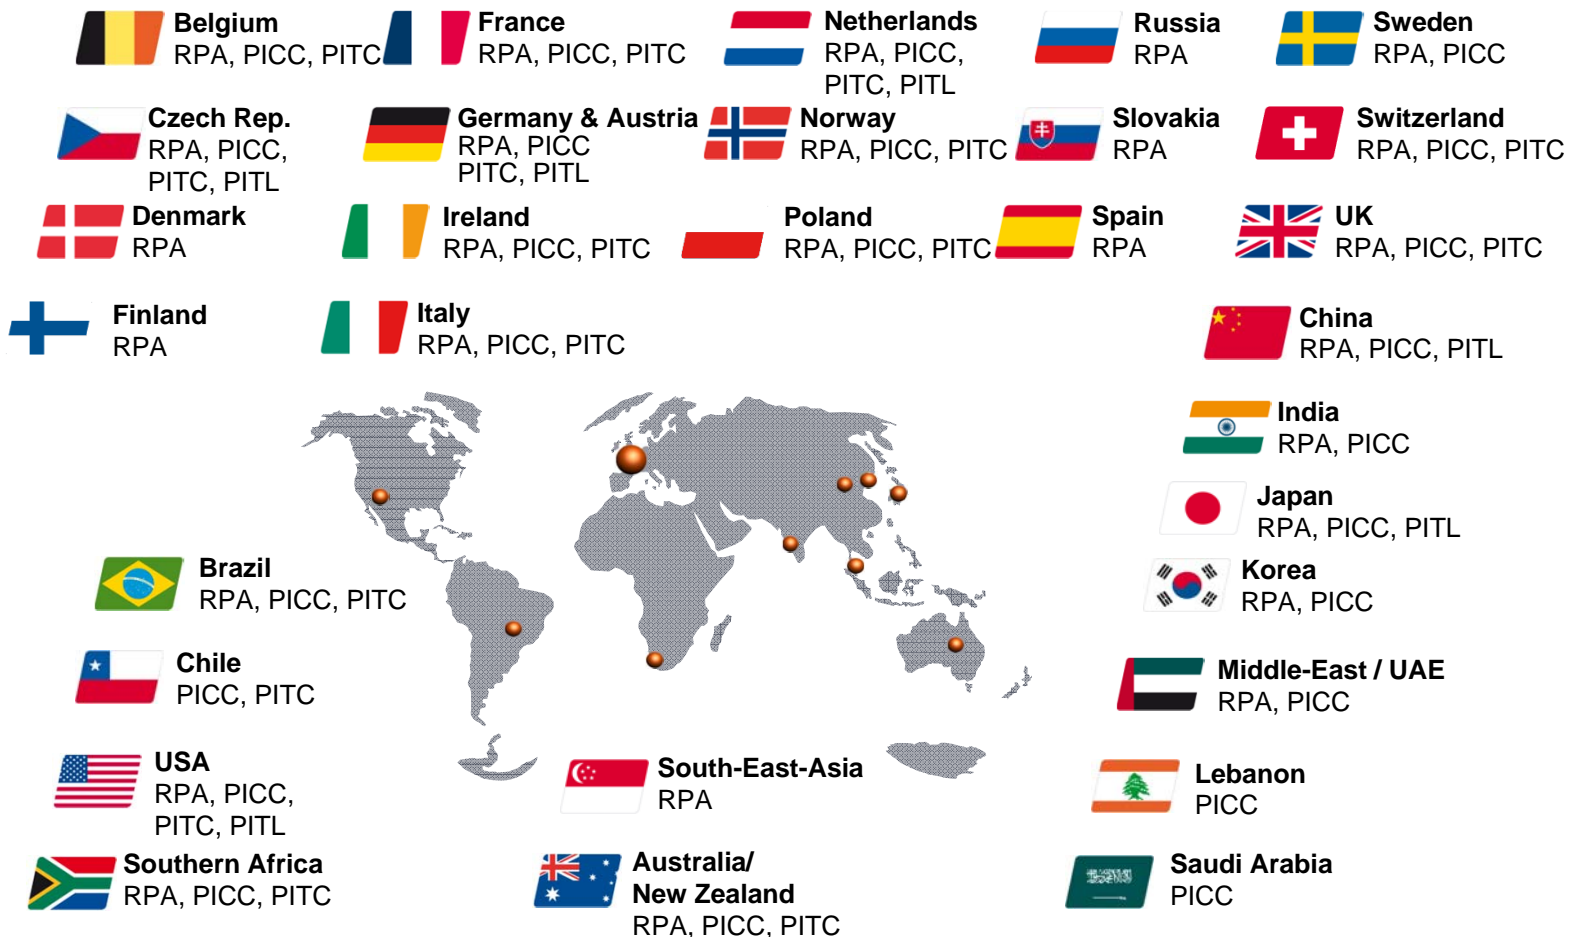 Belgium
RPA, PICC, PITC
France
RPA, PICC, PITC
Netherlands
RPA, PICC,
PITC, PITL
Russia
RPA
Sweden
RPA, PICC
Czech Rep.
RPA, PICC,
PITC, PITL
Germany & Austria
RPA, PICC
PITC, PITL
Norway
RPA, PICC, PITC
Slovakia
RPA
Switzerland
RPA, PICC, PITC
Denmark
RPA
Ireland
RPA, PICC, PITC
Poland
RPA, PICC, PITC
Spain
RPA
UK
RPA, PICC, PITC
Finland
RPA
Italy
RPA, PICC, PITC
China
RPA, PICC, PITL
India
RPA, PICC
Japan
RPA, PICC, PITL
Brazil
RPA, PICC, PITC
Korea
RPA, PICC
Chile
PICC, PITC
Middle-East / UAE
RPA, PICC
USA
RPA, PICC,
PITC, PITL
South-East-Asia
RPA
Lebanon
PICC
Southern Africa
RPA, PICC, PITC
Australia/
New Zealand
RPA, PICC, PITC
Saudi Arabia
PICC